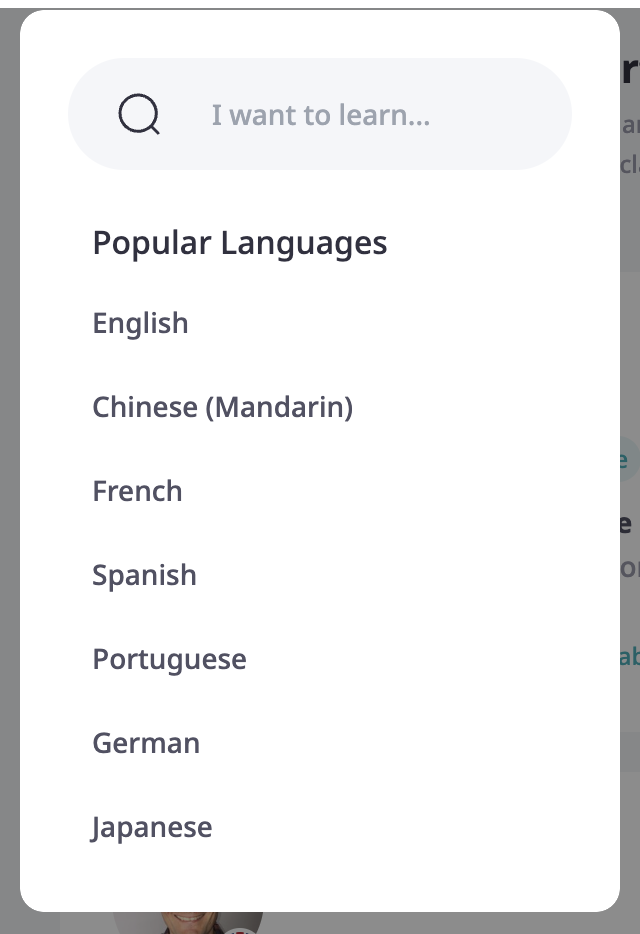 I want to learn...
Popular Languages
English
Chinese (Mandarin)
French
Spanish
Portuguese
German
Japanese